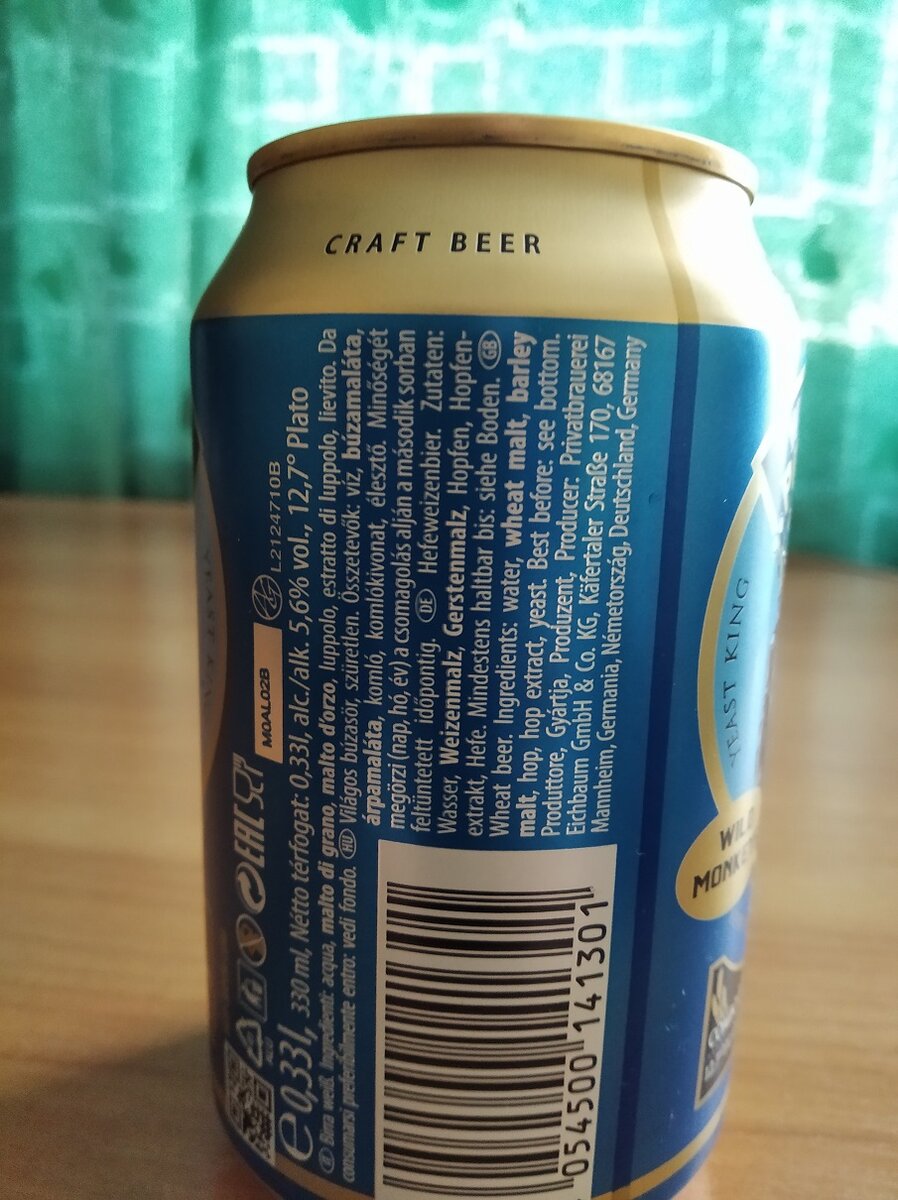 CRAFT BEER
MQAL02B
L2124710B
EAC
e 0,33 l, 330 ml, Nettó térfogat: 0,33l, alc./alk. 5,6% vol., 12,7° Plato
Birra weiß. Ingredienti: acqua, malto di grano, malto d'orzo, luppolo, estratto di luppolo, lievito. Da
consumarsi preferibilmente entro: vedi fondo. HU Világos búzasör, szűretlen. Összetevők: víz, búzamaláta,
árpamaláta, komló, komlókivonat, élesztő. Minőségét
megőrzi (nap, hó, év) a csomagolás alján a második sorban
feltüntetett időpontig. DE Hefeweizenbier. Zutaten:
Wasser, Weizenmalz, Gerstenmalz, Hopfen, Hopfen-
extrakt, Hefe. Mindestens haltbar bis: siehe Boden. GB
Wheat beer. Ingredients: water, wheat malt, barley
malt, hop, hop extract, yeast. Best before: see bottom.
Produttore, Gyártja, Produzent, Producer: Privatbrauerei
Eichbaum GmbH & Co. KG, Käfertaler Straße 170, 68167
Mannheim, Germania, Németország, Deutschland, Germany
054500 141301
YEAST KING
WILD
MONKE